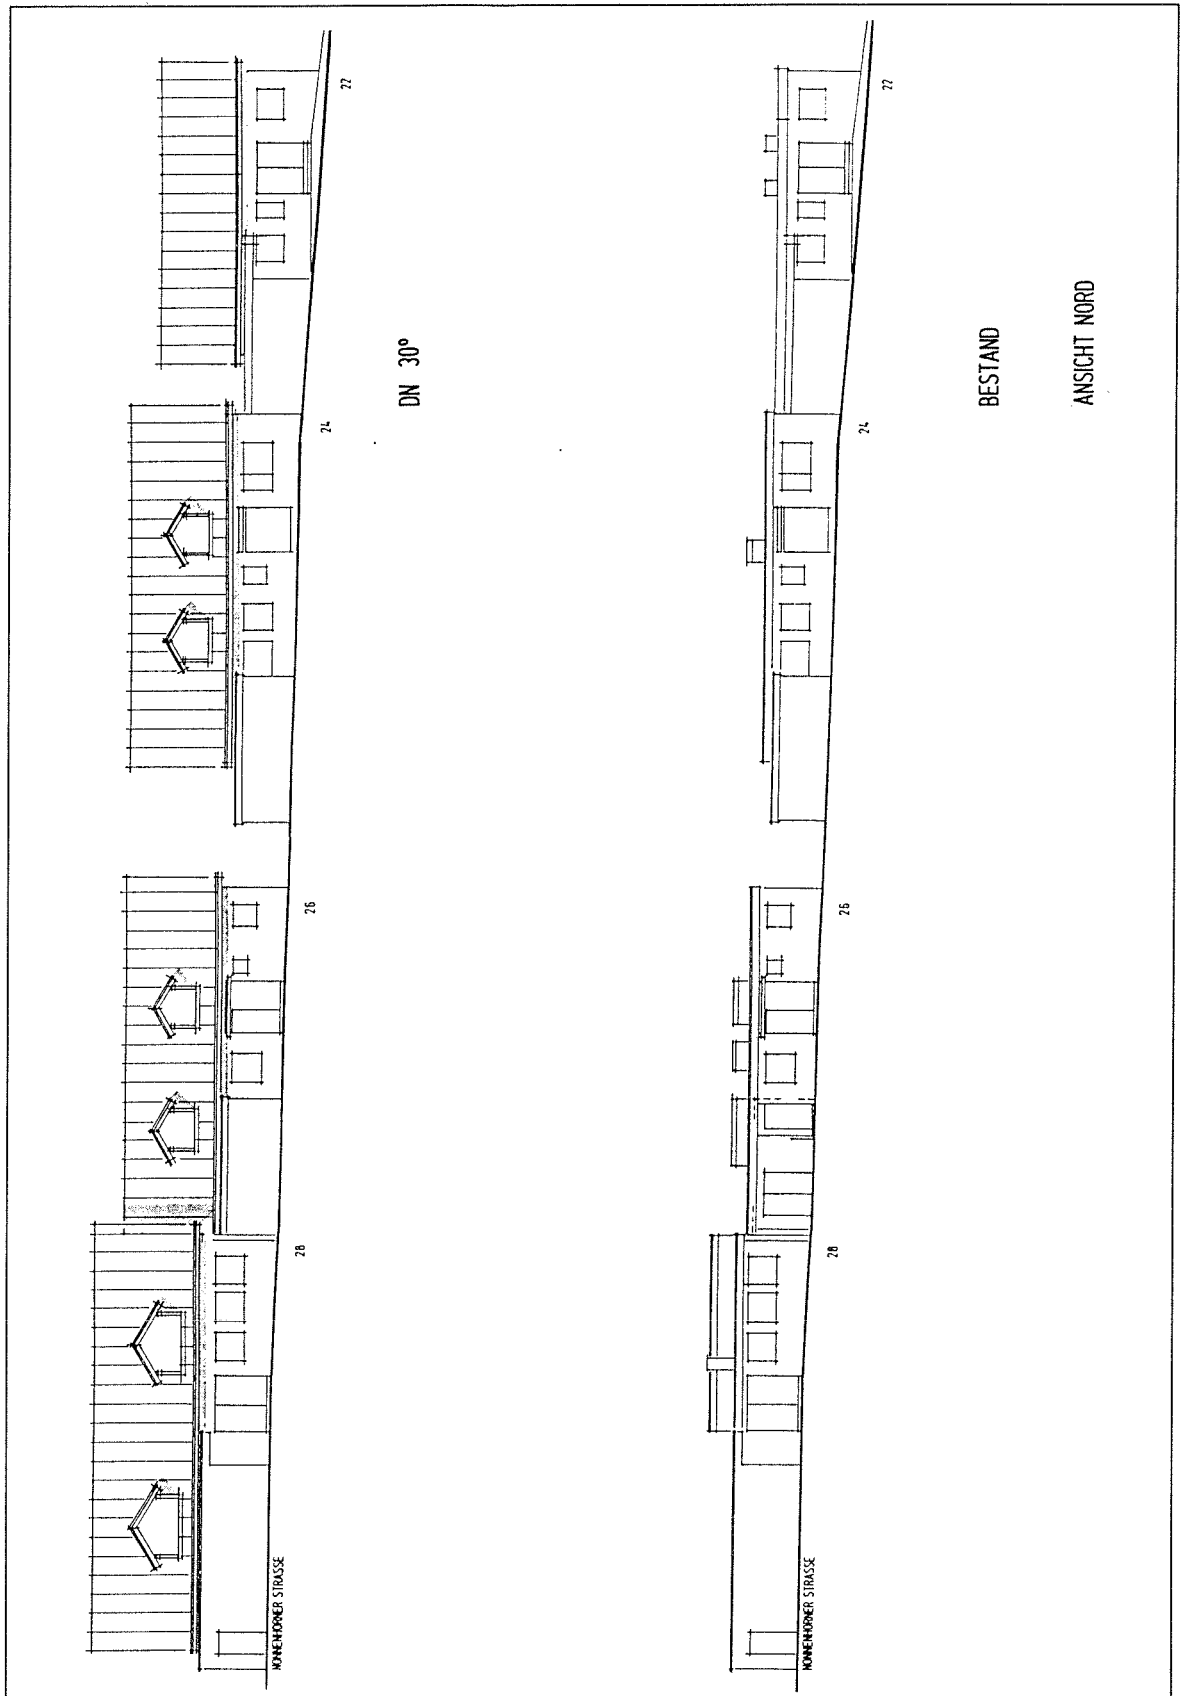 NONNENHORNER STRASSE
28
26
24
22
DN 30°
NONNENHORNER STRASSE
28
26
24
22
BESTAND
ANSICHT NORD